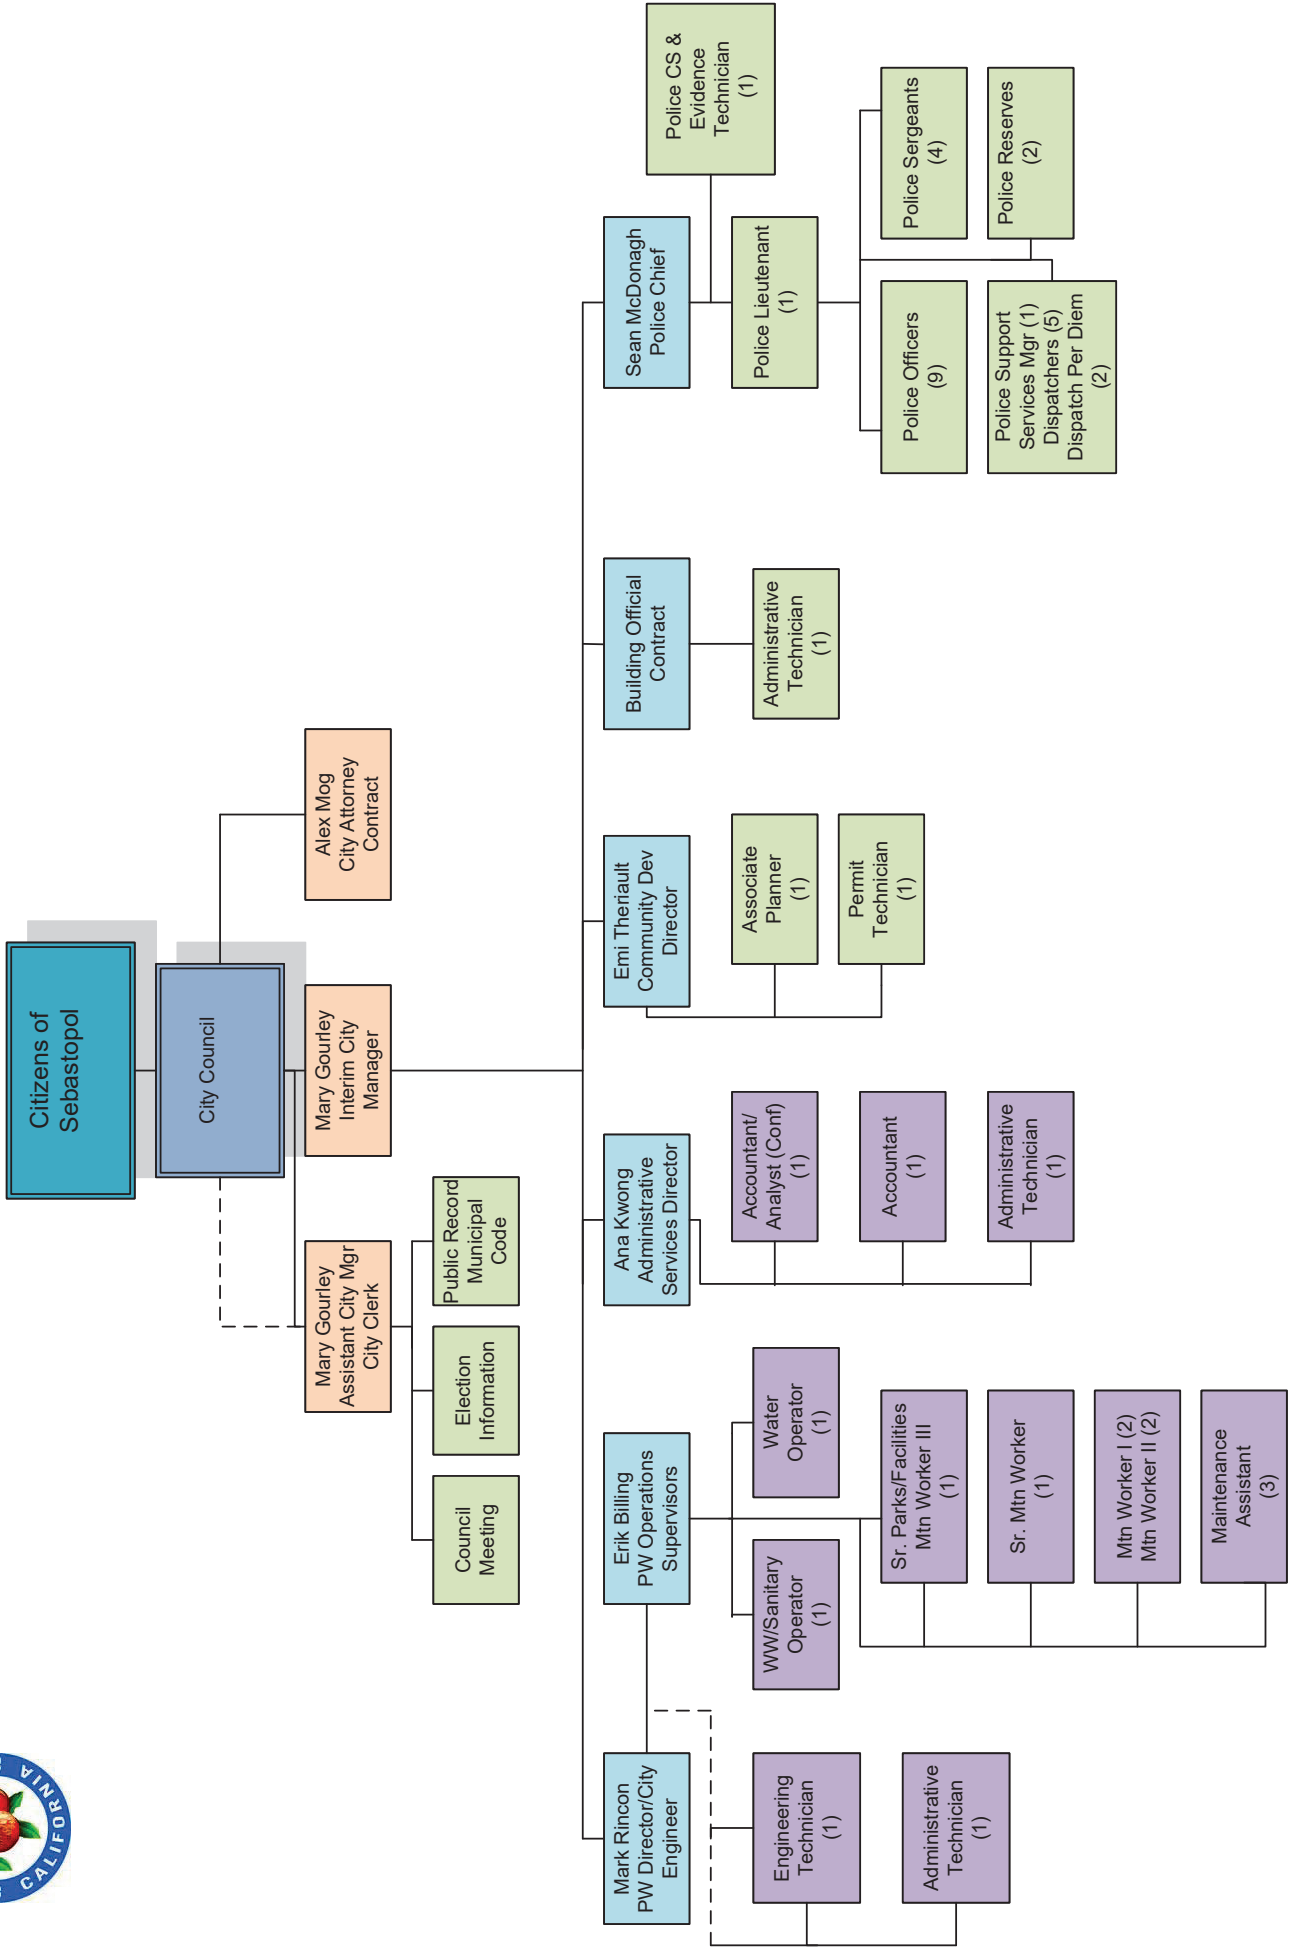 CALIFORNIA
Citizens of
Sebastopol
City Council
Mary Gourley
Assistant City Mgr
City Clerk
Mary Gourley
Interim City
Manager
Alex Mog
City Attorney
Contract
Council
Meeting
Election
Information
Public Record
Municipal
Code
Mark Rincon
PW Director/City
Engineer
Erik Billing
PW Operations
Supervisors
Ana Kwong
Administrative
Services Director
Emi Theriault
Community Dev
Director
Building Official
Contract
Sean McDonagh
Police Chief
Engineering
Technician
(1)
Administrative
Technician
(1)
WW/Sanitary
Operator
(1)
Water
Operator
(1)
Sr. Parks/Facilities
Mtn Worker III
(1)
Sr. Mtn Worker
(1)
Mtn Worker I (2)
Mtn Worker II (2)
Maintenance
Assistant
(3)
Accountant/
Analyst (Conf)
(1)
Accountant
(1)
Administrative
Technician
(1)
Associate
Planner
(1)
Permit
Technician
(1)
Administrative
Technician
(1)
Police CS &
Evidence
Technician
(1)
Police Lieutenant
(1)
Police Officers
(9)
Police Sergeants
(4)
Police Support
Services Mgr (1)
Dispatchers (5)
Dispatch Per Diem
(2)
Police Reserves
(2)